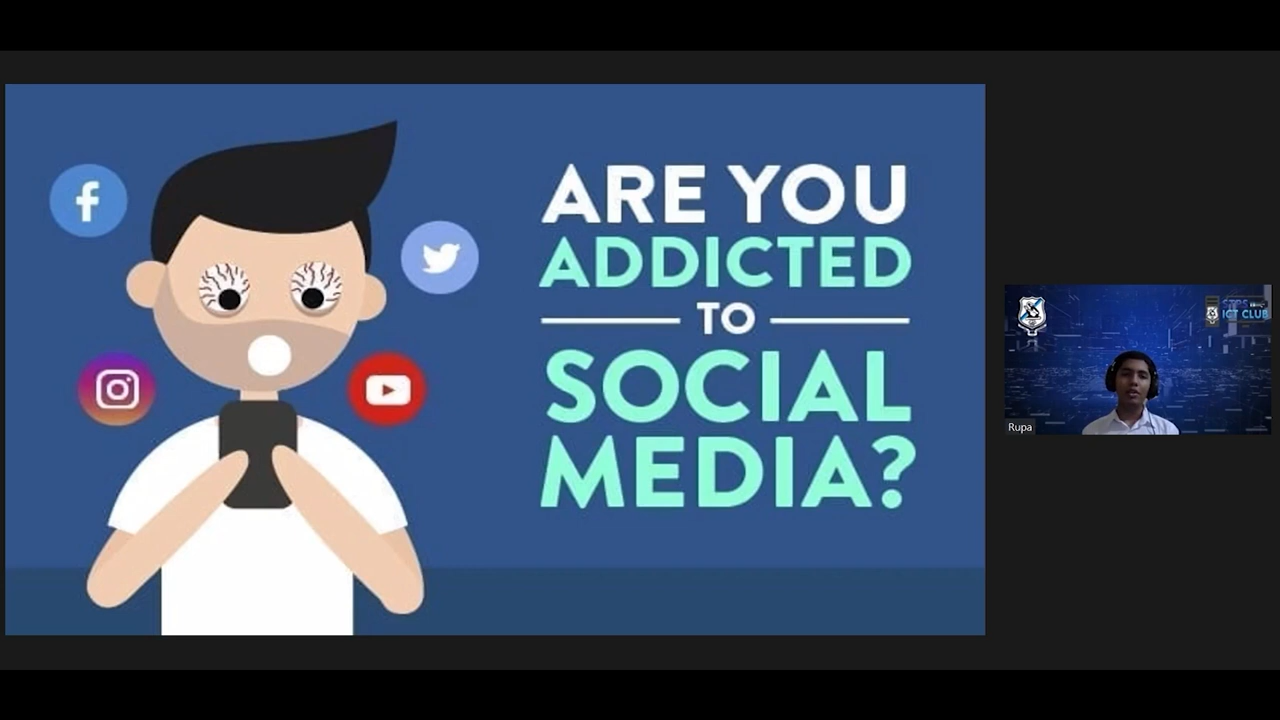 ARE YOU
ADDICTED
TO
SOCIAL
MEDIA?
Rupa
ICT CLUB